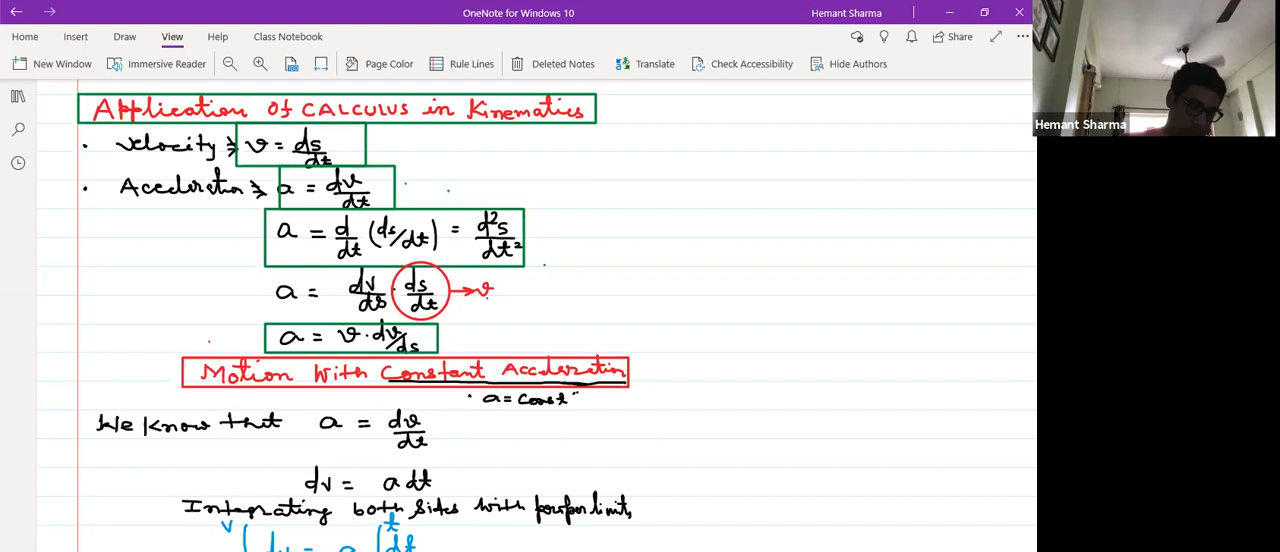 OneNote for Windows 10
Hemant Sharma
Home Insert Draw View Help Class Notebook
Share
New Window Immersive Reader Page Color Rule Lines Deleted Notes Translate Check Accessibility Hide Authors
Application Of CALCULUS in Kinematics
Hemant Sharma
• Velocity ⇒ v = ds/dt
• Acceleration ⇒ a = dv/dt
a = d/dt (ds/dt) = d²s/dt²
a = dv/ds · ds/dt → v
a = v · dv/ds
Motion With Constant Acceleration
a = const
We know that a = dv/dt
dv = a dt
Integrating both sides with proper limits
v t
∫ dv = a ∫ dt